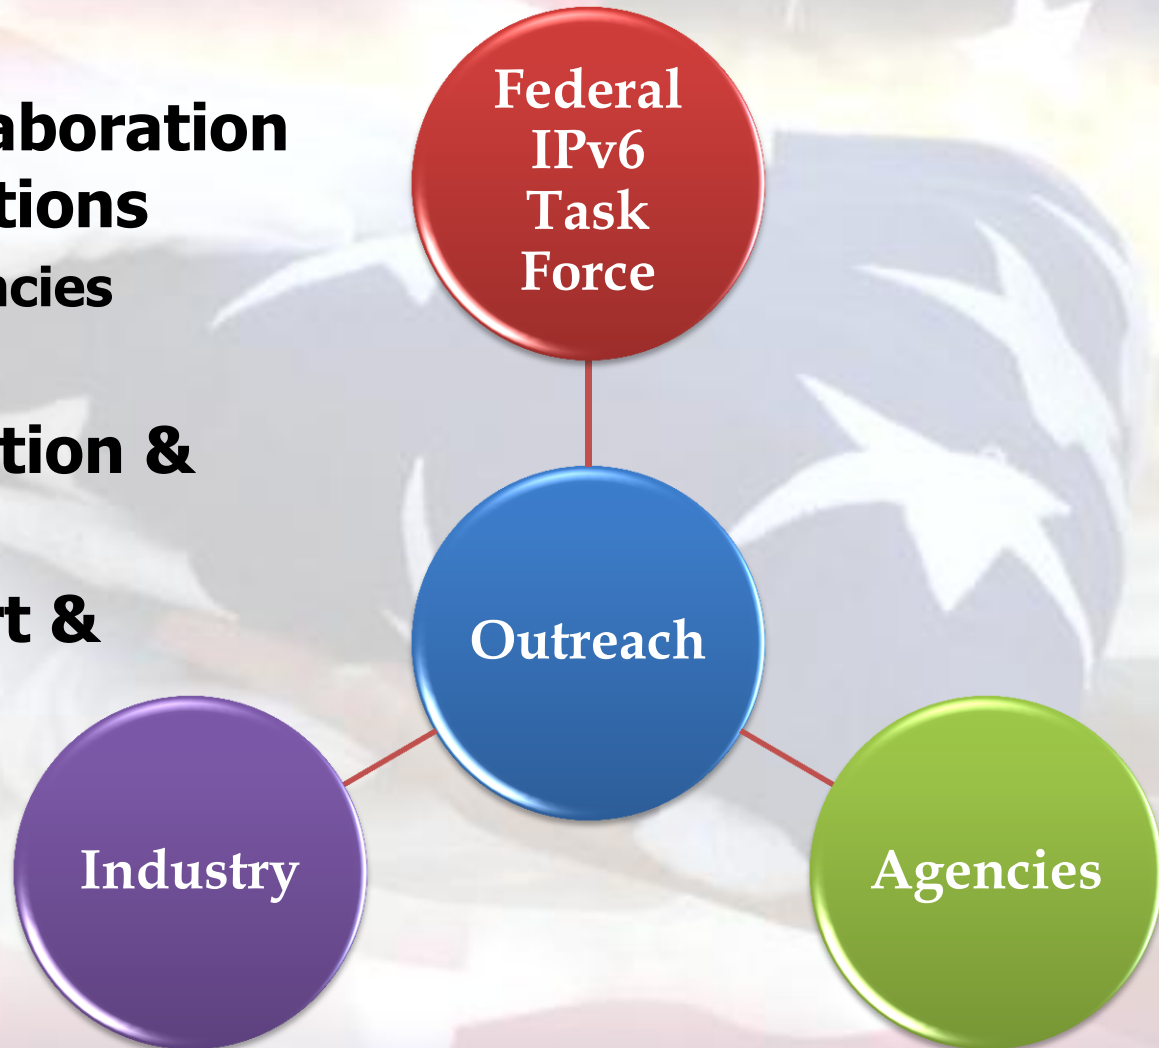 aboration
tions
ncies
tion &
rt &
Federal
IPv6
Task
Force
Outreach
Industry
Agencies